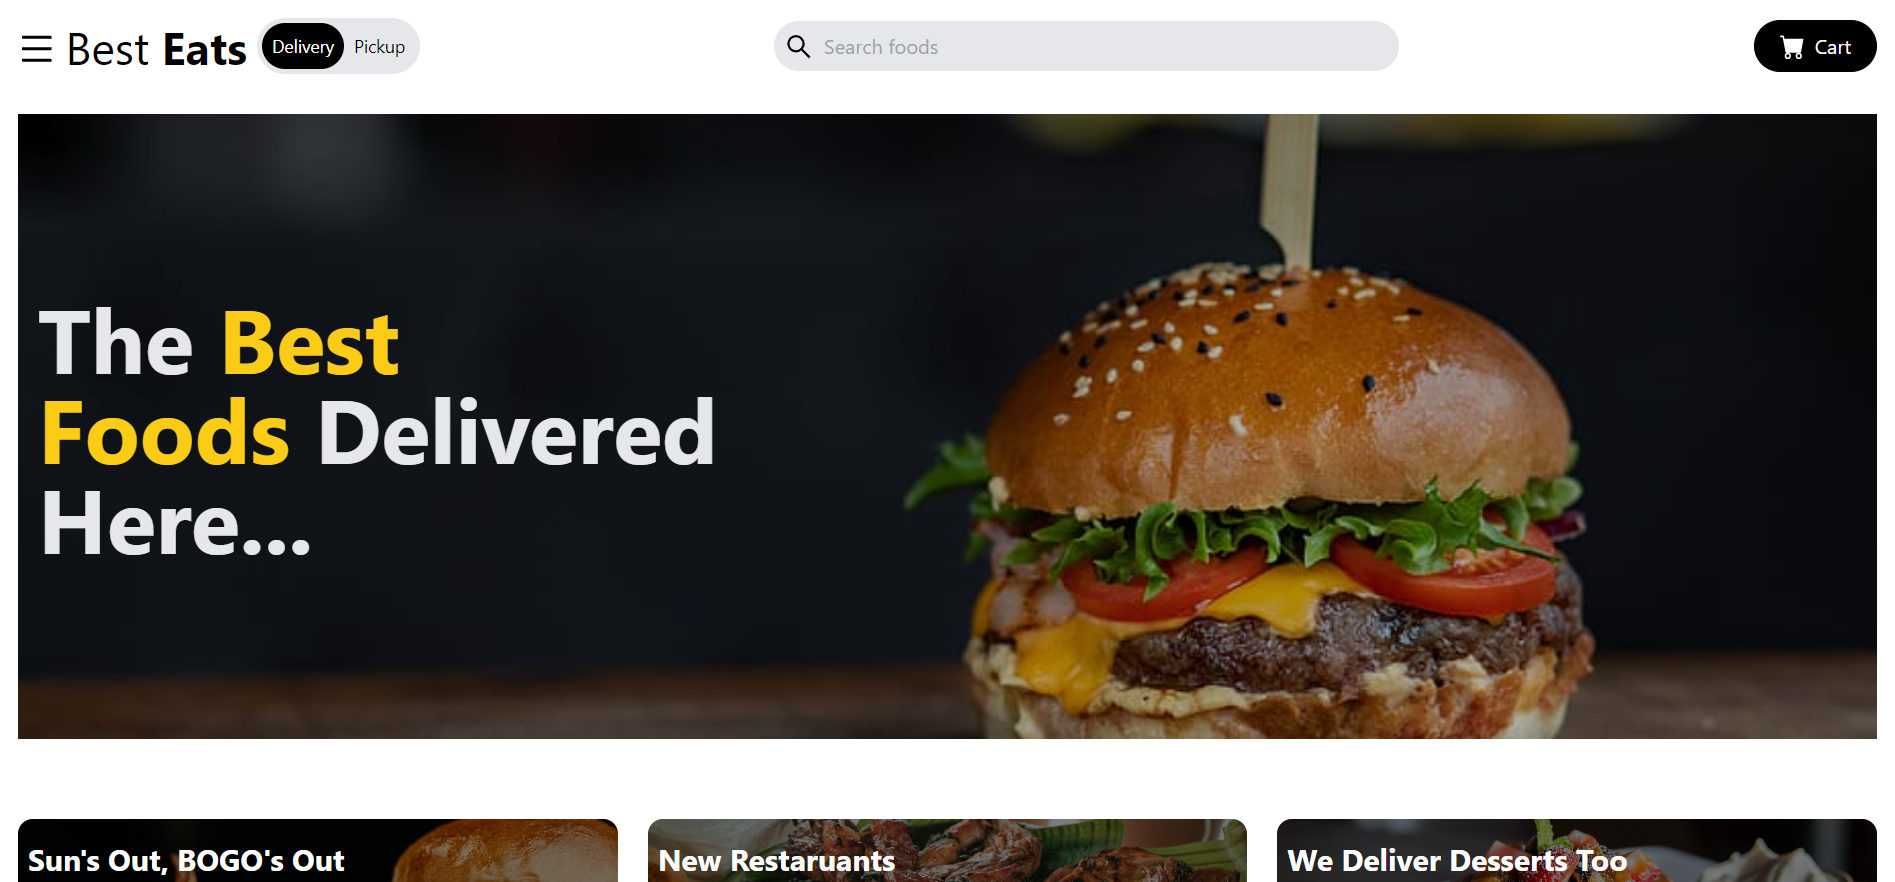 Best Eats
Delivery Pickup
Search foods
Cart
The Best
Foods Delivered
Here...
Sun's Out, BOGO's Out
New Restaruants
We Deliver Desserts Too